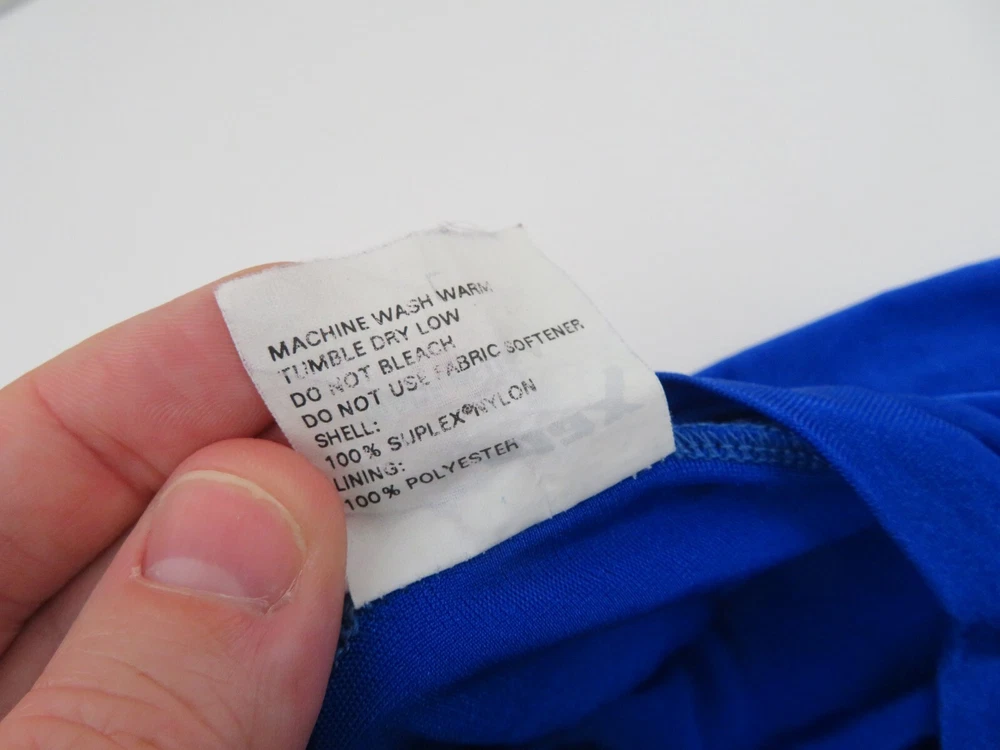 MACHINE WASH WARM
TUMBLE DRY LOW
DO NOT BLEACH
DO NOT USE FABRIC SOFTENER
SHELL:
100% SUPLEX® NYLON
LINING:
100% POLYESTER